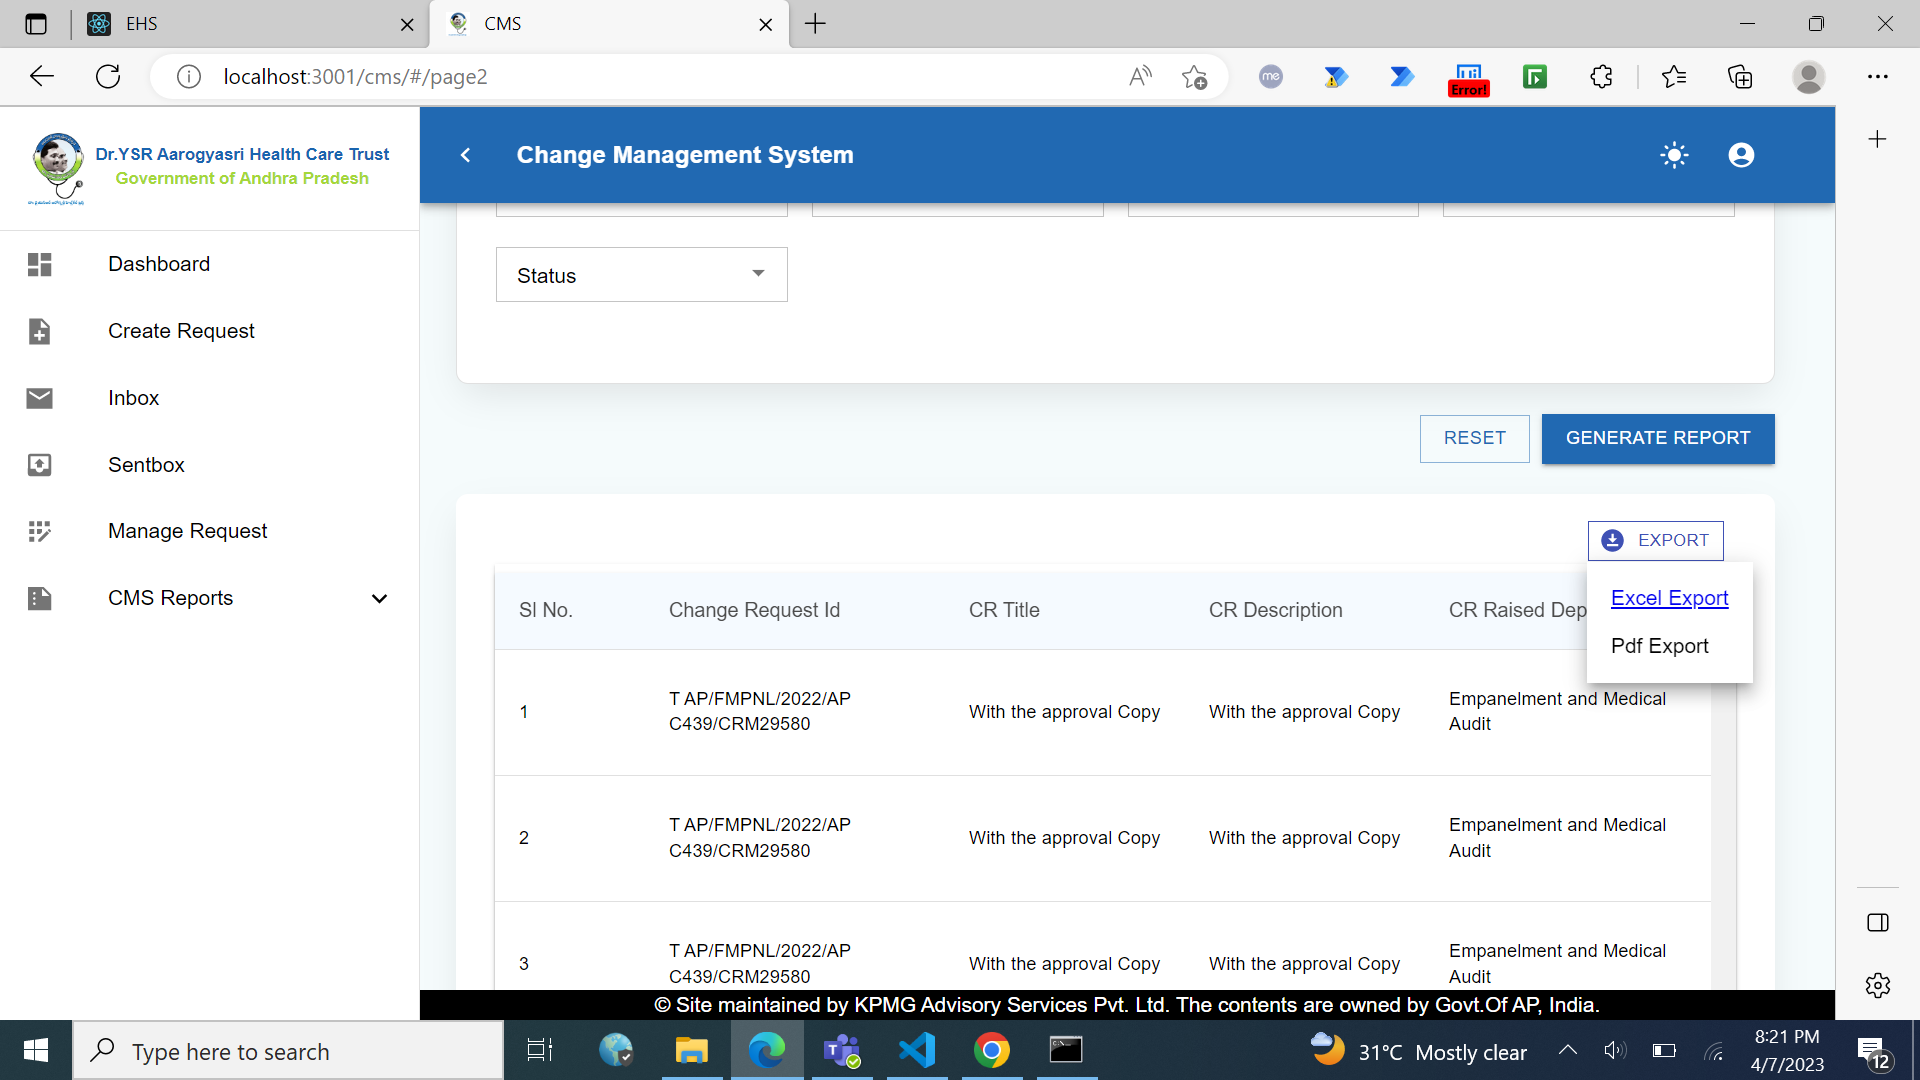 EHS
CMS
localhost:3001/cms/#/page2
me
Error!
Dr.YSR Aarogyasri Health Care Trust
Government of Andhra Pradesh
Change Management System
Dashboard
Create Request
Inbox
Sentbox
Manage Request
CMS Reports
Status
RESET
GENERATE REPORT
EXPORT
Excel Export
Pdf Export
Sl No.
Change Request Id
CR Title
CR Description
CR Raised Dep
1
T AP/FMPNL/2022/AP
C439/CRM29580
With the approval Copy
With the approval Copy
Empanelment and Medical
Audit
2
T AP/FMPNL/2022/AP
C439/CRM29580
With the approval Copy
With the approval Copy
Empanelment and Medical
Audit
3
T AP/FMPNL/2022/AP
C439/CRM29580
With the approval Copy
With the approval Copy
Empanelment and Medical
Audit
© Site maintained by KPMG Advisory Services Pvt. Ltd. The contents are owned by Govt.Of AP, India.
Type here to search
31°C Mostly clear
8:21 PM
4/7/2023
12